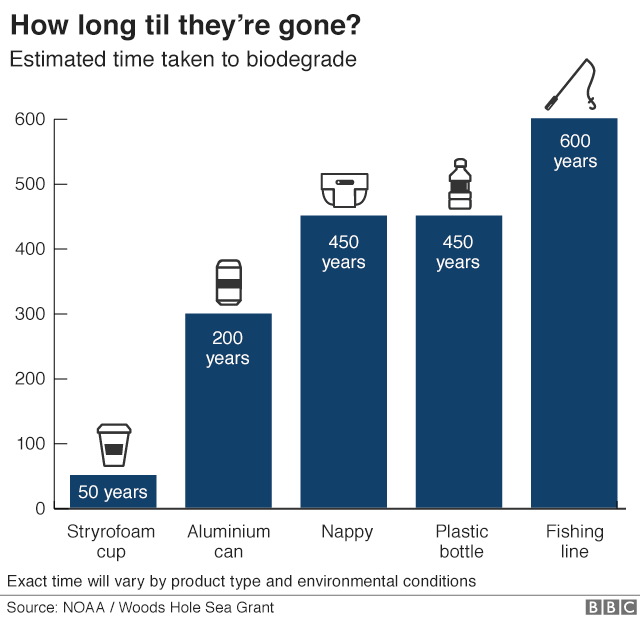 How long til they're gone?
Estimated time taken to biodegrade
600
500
400
300
200
100
0
50 years
200
years
450
years
450
years
600
years
Stryrofoam
cup
Aluminium
can
Nappy
Plastic
bottle
Fishing
line
Exact time will vary by product type and environmental conditions
Source: NOAA / Woods Hole Sea Grant
BBC